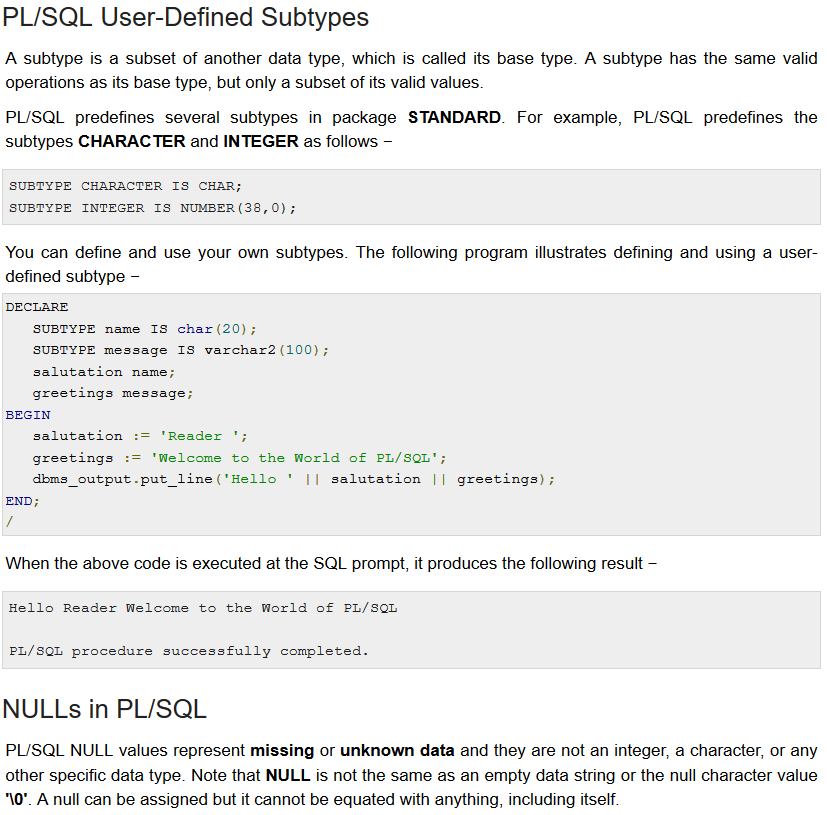 PL/SQL User-Defined Subtypes
A subtype is a subset of another data type, which is called its base type. A subtype has the same valid
operations as its base type, but only a subset of its valid values.
PL/SQL predefines several subtypes in package STANDARD. For example, PL/SQL predefines the
subtypes CHARACTER and INTEGER as follows −
SUBTYPE CHARACTER IS CHAR;
SUBTYPE INTEGER IS NUMBER(38,0);
You can define and use your own subtypes. The following program illustrates defining and using a user-
defined subtype −
DECLARE
   SUBTYPE name IS char(20);
   SUBTYPE message IS varchar2(100);
   salutation name;
   greetings message;
BEGIN
   salutation := 'Reader ';
   greetings := 'Welcome to the World of PL/SQL';
   dbms_output.put_line('Hello ' || salutation || greetings);
END;
/
When the above code is executed at the SQL prompt, it produces the following result −
Hello Reader Welcome to the World of PL/SQL
PL/SQL procedure successfully completed.
NULLs in PL/SQL
PL/SQL NULL values represent missing or unknown data and they are not an integer, a character, or any
other specific data type. Note that NULL is not the same as an empty data string or the null character value
'\0'. A null can be assigned but it cannot be equated with anything, including itself.